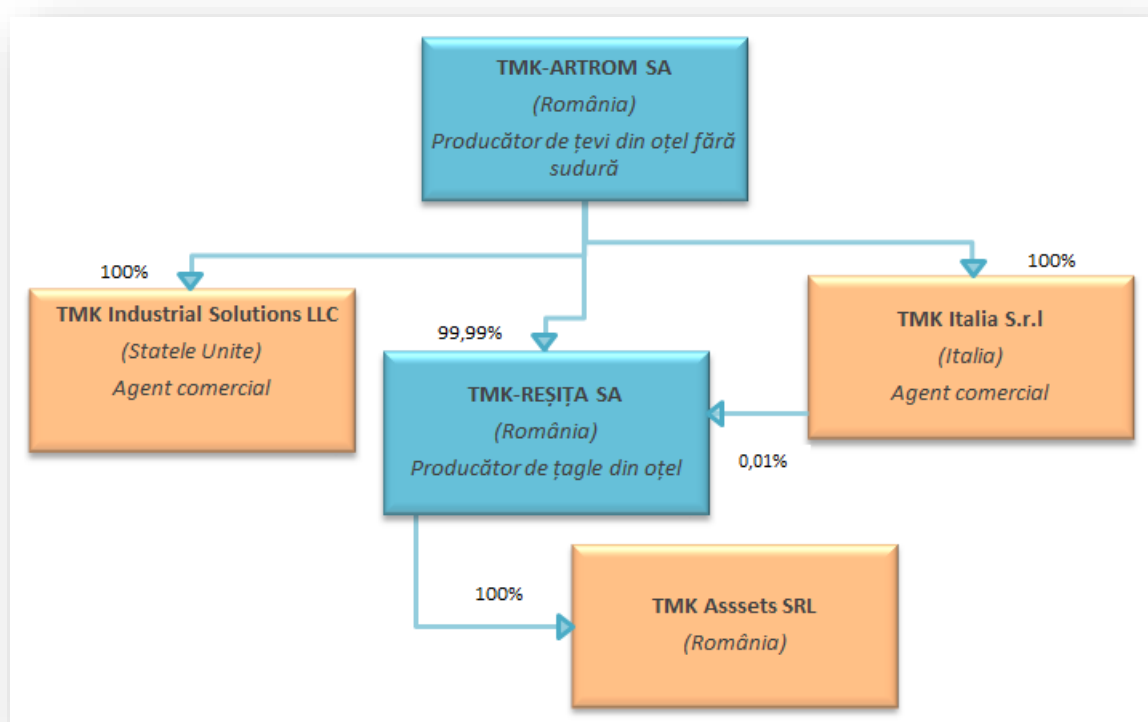 TMK-ARTROM SA
(România)
Producător de țevi din oțel fără
sudură
100%
100%
TMK Industrial Solutions LLC
(Statele Unite)
Agent comercial
99,99%
TMK Italia S.r.l
(Italia)
Agent comercial
TMK-REȘIȚA SA
(România)
Producător de țagle din oțel
0,01%
100%
TMK Asssets SRL
(România)